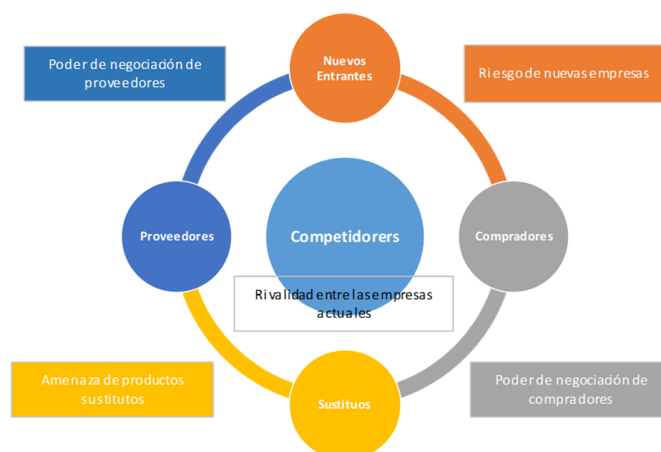 Nuevos
Entrantes
Poder de negociación de
proveedores
Riesgo de nuevas empresas
Proveedores
Competidorers
Compradores
Rivalidad entre las empresas
actuales
Amenaza de productos
sustitutos
Sustituos
Poder de negociación de
compradores